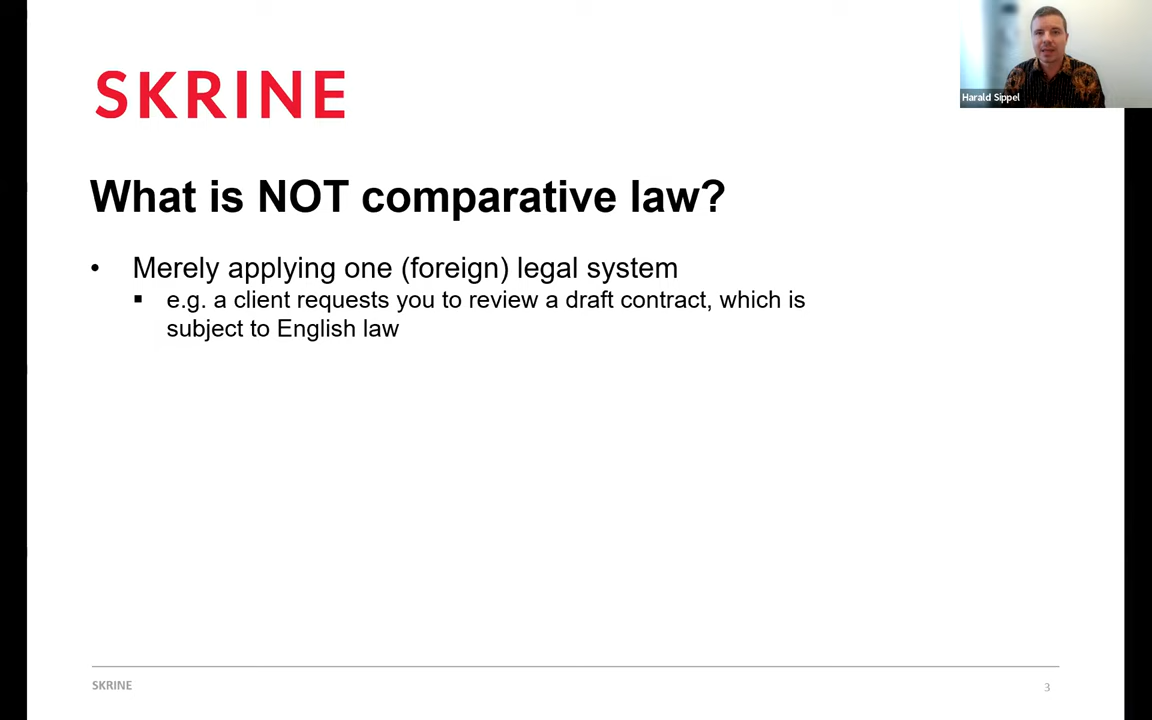 Harald Sippel
SKRINE
What is NOT comparative law?
• Merely applying one (foreign) legal system
▪ e.g. a client requests you to review a draft contract, which is
subject to English law
SKRINE
3